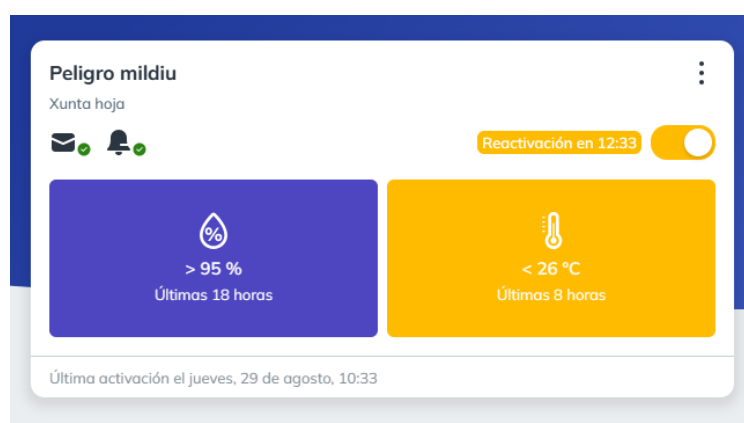 Peligro mildiu
Xunta hoja
Reactivación en 12:33
%
> 95 %
Últimas 18 horas
< 26 °C
Últimas 8 horas
Última activación el jueves, 29 de agosto, 10:33